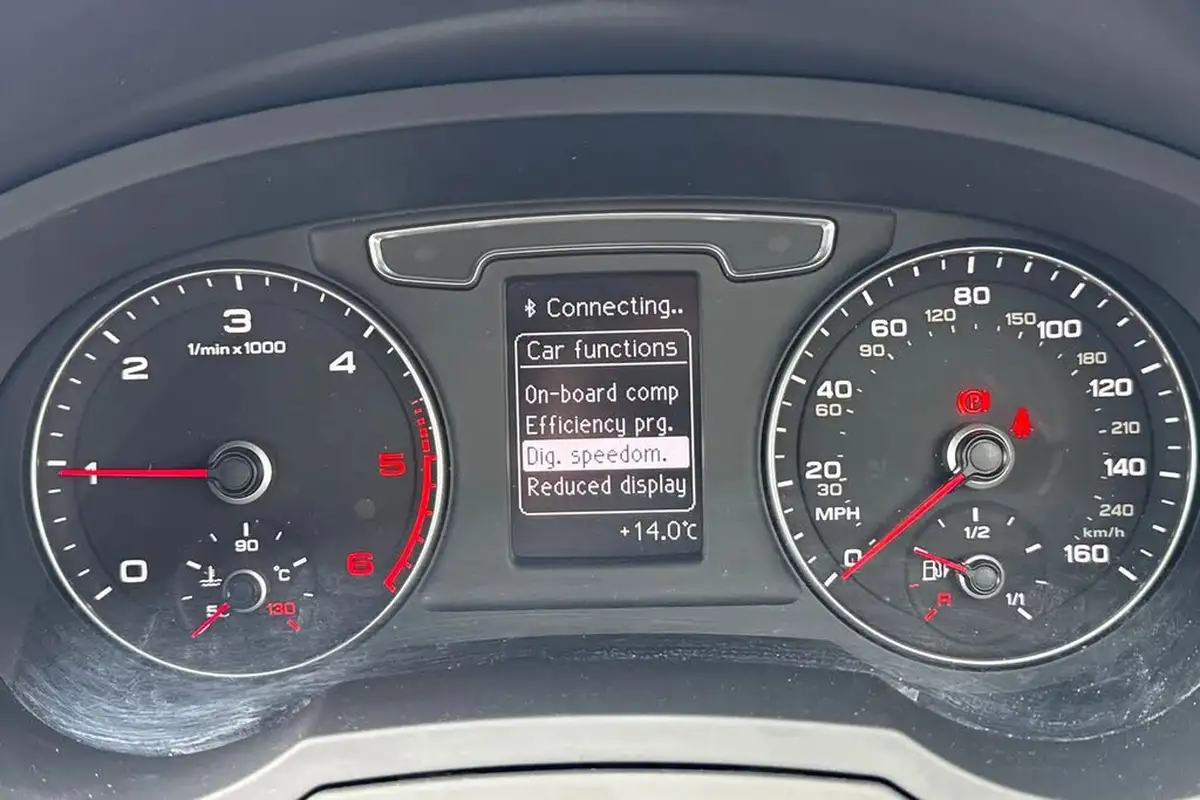 3
2
4
1/min x 1000
1
5
0
6
90
°C
50
130
Connecting..
Car functions
On-board comp
Efficiency prg.
Dig. speedom.
Reduced display
+14.0°C
80
60
100
120
150
90
180
40
120
60
210
20
140
30
MPH
240
km/h
0
160
1/2
R
1/1
P